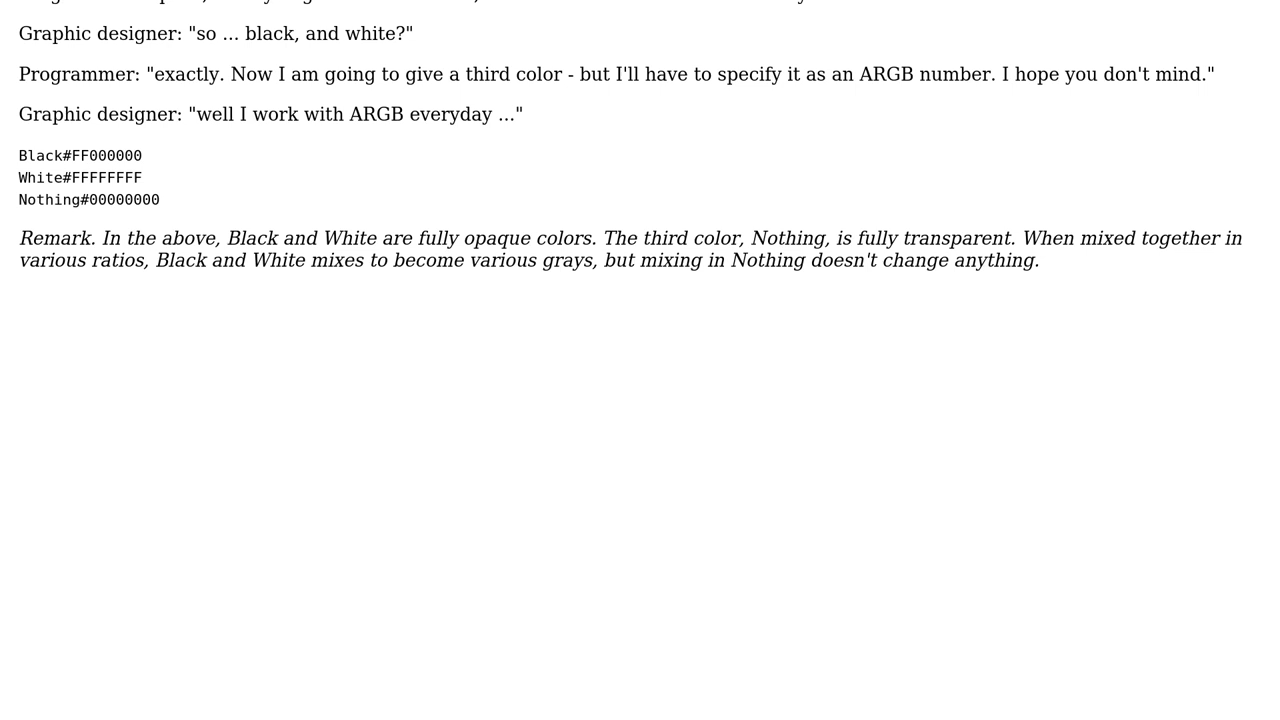 Graphic designer: "so ... black, and white?"
Programmer: "exactly. Now I am going to give a third color - but I'll have to specify it as an ARGB number. I hope you don't mind."
Graphic designer: "well I work with ARGB everyday ..."
Black#FF000000
White#FFFFFFFF
Nothing#00000000
Remark. In the above, Black and White are fully opaque colors. The third color, Nothing, is fully transparent. When mixed together in
various ratios, Black and White mixes to become various grays, but mixing in Nothing doesn't change anything.